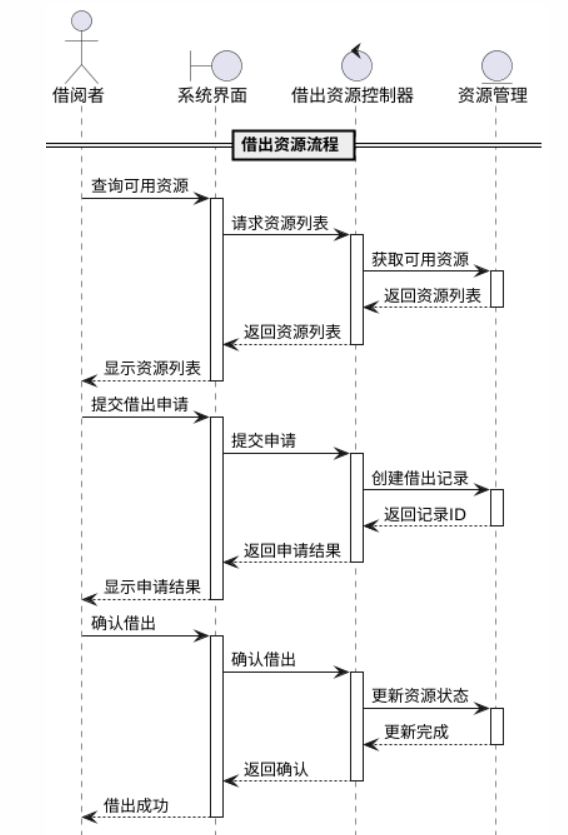 借阅者
系统界面
借出资源控制器
资源管理
借出资源流程
查询可用资源
请求资源列表
获取可用资源
返回资源列表
返回资源列表
显示资源列表
提交借出申请
提交申请
创建借出记录
返回记录ID
返回申请结果
显示申请结果
确认借出
确认借出
更新资源状态
更新完成
返回确认
借出成功